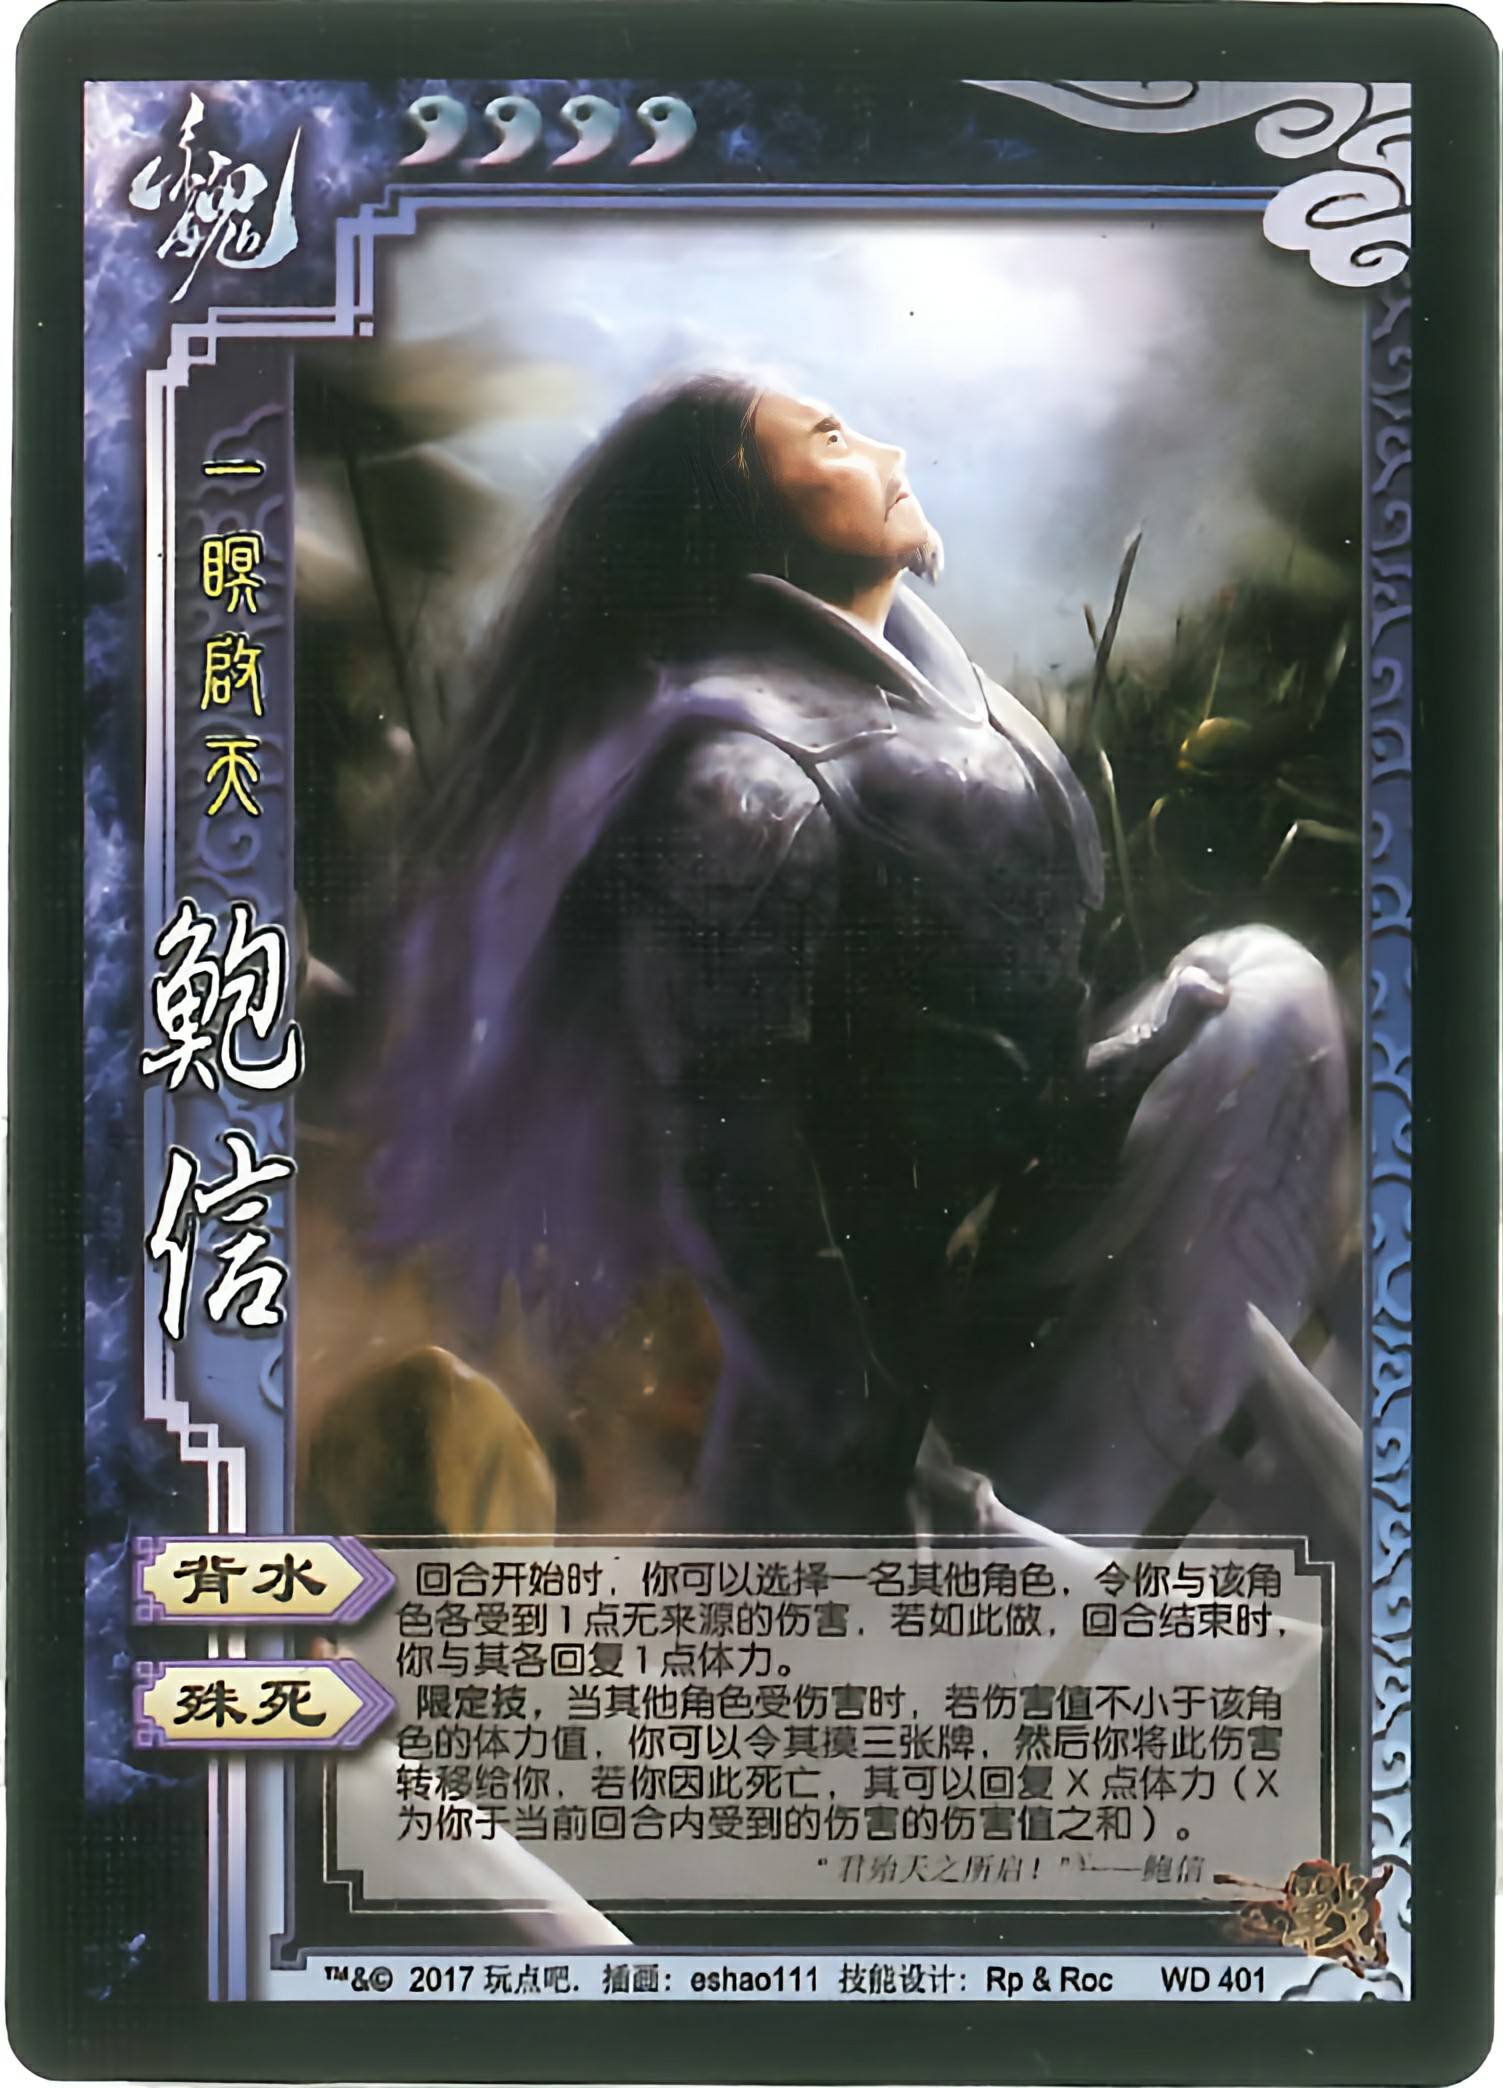 魏
一瞑啟天
鲍信
背水
回合开始时，你可以选择一名其他角色，令你与该角
色各受到1点无来源的伤害，若如此做，回合结束时，
你与其各回复1点体力。
殊死
限定技，当其他角色受伤害时，若伤害值不小于该角
色的体力值，你可以令其摸三张牌，然后你将此伤害
转移给你，若你因此死亡，其可以回复X点体力（X
为你于当前回合内受到的伤害的伤害值之和）。
“君殆天之所启！”——鲍信
戰
™&© 2017 玩点吧. 插画：eshao111 技能设计：Rp & Roc WD 401